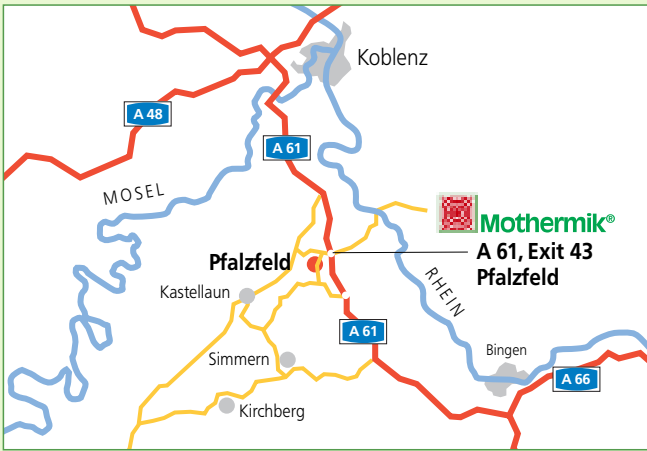 Koblenz
A 48
A 61
MOSEL
Mothermik®
A 61, Exit 43
Pfalzfeld
Pfalzfeld
RHEIN
Kastellaun
A 61
Simmern
Bingen
A 66
Kirchberg